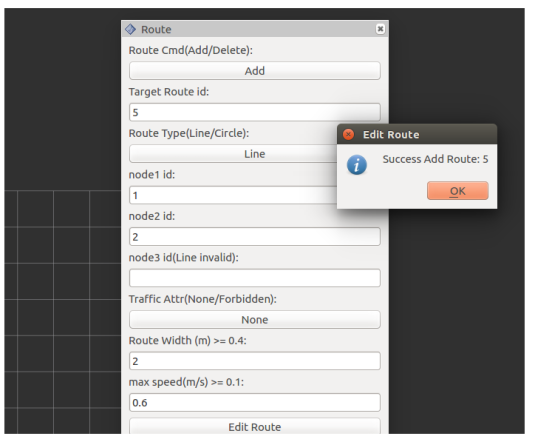 Route
Route Cmd(Add/Delete):
Add
Target Route id:
5
Route Type(Line/Circle):
Line
node1 id:
1
node2 id:
2
node3 id(Line invalid):
Traffic Attr(None/Forbidden):
None
Route Width (m) >= 0.4:
2
max speed(m/s) >= 0.1:
0.6
Edit Route
Edit Route
Success Add Route: 5
OK